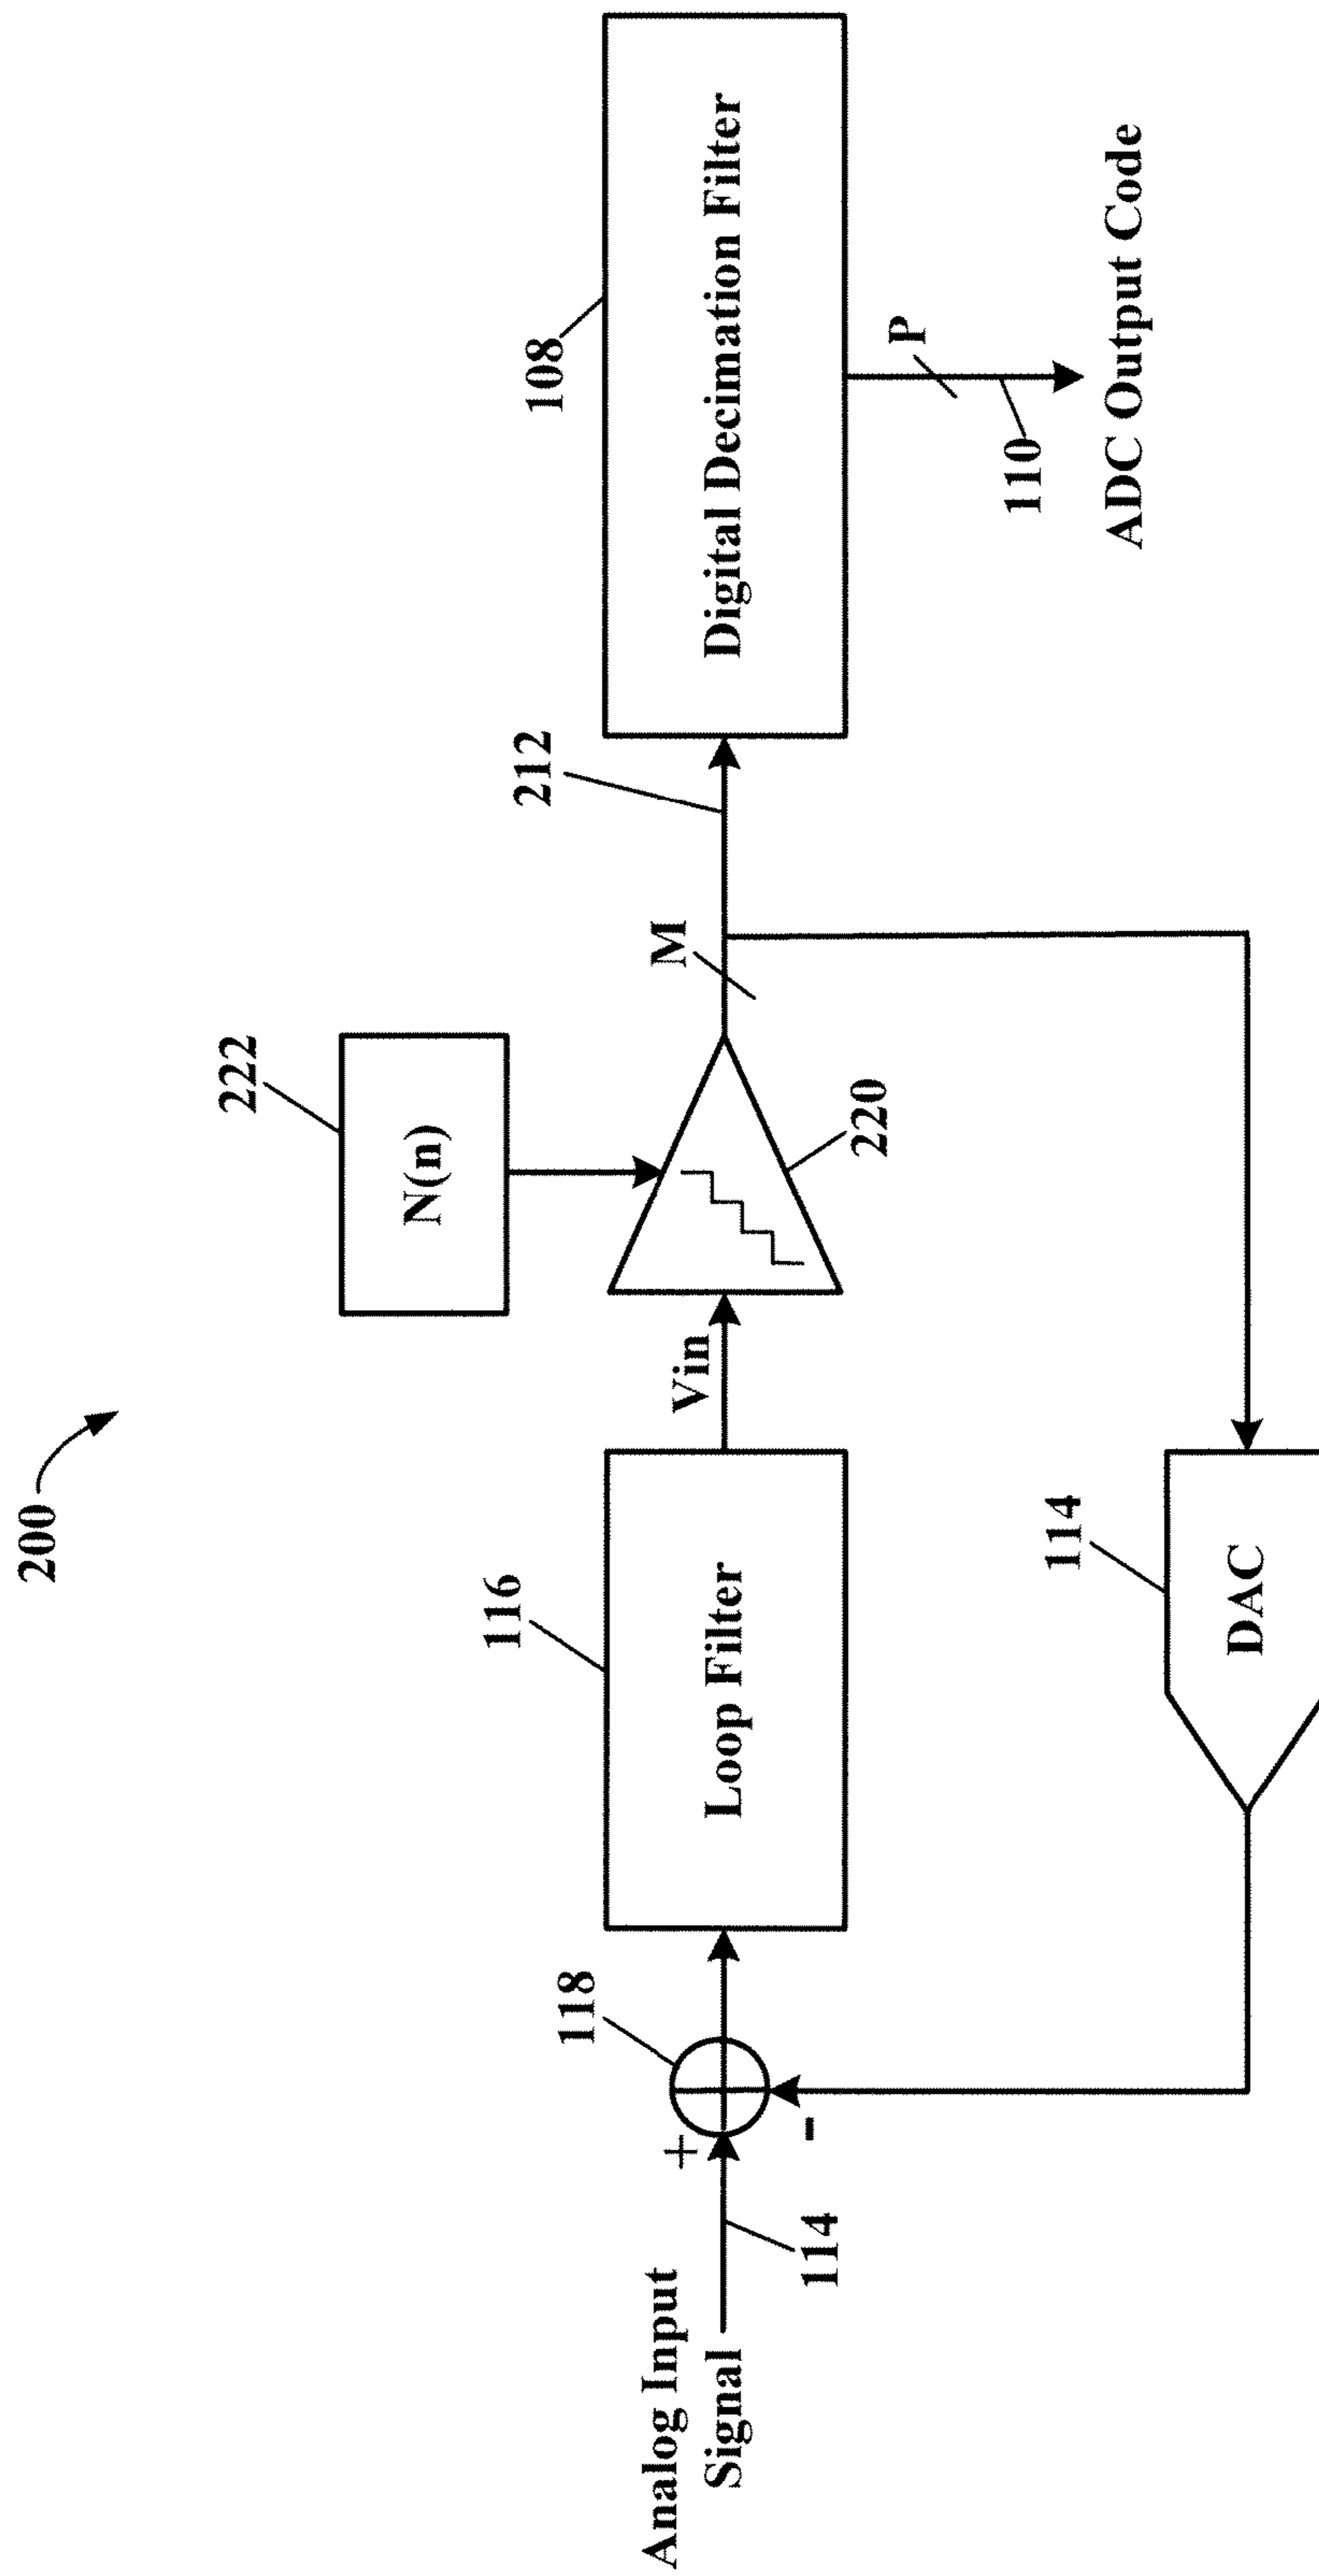 200
222
N(n)
118
116
Loop Filter
Vin
220
M
212
108
Digital Decimation Filter
P
110
ADC Output Code
Analog Input
Signal
+
-
114
114
DAC